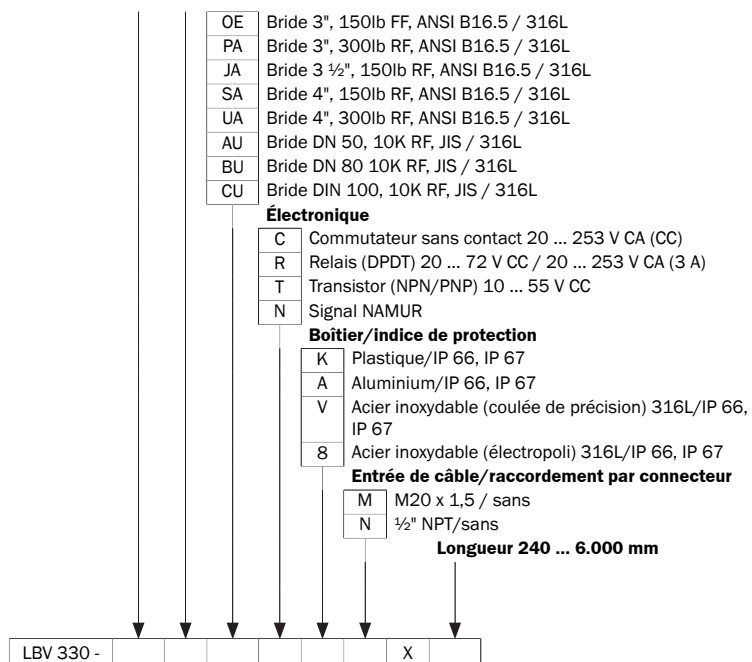 OE Bride 3", 150lb FF, ANSI B16.5 / 316L
PA Bride 3", 300lb RF, ANSI B16.5 / 316L
JA Bride 3 ½", 150lb RF, ANSI B16.5 / 316L
SA Bride 4", 150lb RF, ANSI B16.5 / 316L
UA Bride 4", 300lb RF, ANSI B16.5 / 316L
AU Bride DN 50, 10K RF, JIS / 316L
BU Bride DN 80 10K RF, JIS / 316L
CU Bride DIN 100, 10K RF, JIS / 316L
Électronique
C Commutateur sans contact 20 ... 253 V CA (CC)
R Relais (DPDT) 20 ... 72 V CC / 20 ... 253 V CA (3 A)
T Transistor (NPN/PNP) 10 ... 55 V CC
N Signal NAMUR
Boîtier/indice de protection
K Plastique/IP 66, IP 67
A Aluminium/IP 66, IP 67
V Acier inoxydable (coulée de précision) 316L/IP 66,
IP 67
8 Acier inoxydable (électropoli) 316L/IP 66, IP 67
Entrée de câble/raccordement par connecteur
M M20 x 1,5 / sans
N ½" NPT/sans
Longueur 240 ... 6.000 mm
LBV 330 - X